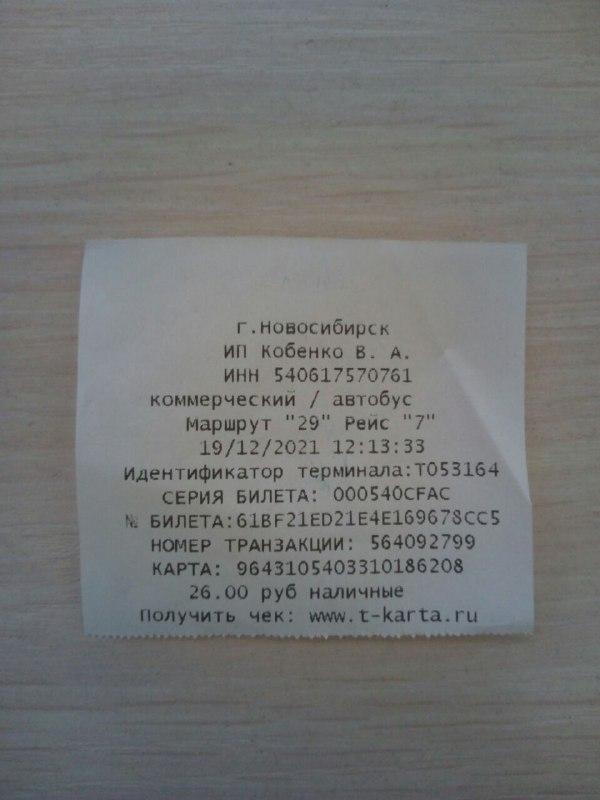 г.Новосибирск
ИП Кобенко В. А.
ИНН 540617570761
коммерческий / автобус
Маршрут "29" Рейс "7"
19/12/2021 12:13:33
Идентификатор терминала:Т053164
СЕРИЯ БИЛЕТА: 000540CFAC
№ БИЛЕТА:61BF21ED21E4E169678CC5
НОМЕР ТРАНЗАКЦИИ: 564092799
КАРТА: 9643105403310186208
26.00 руб наличные
Получить чек: www.t-karta.ru